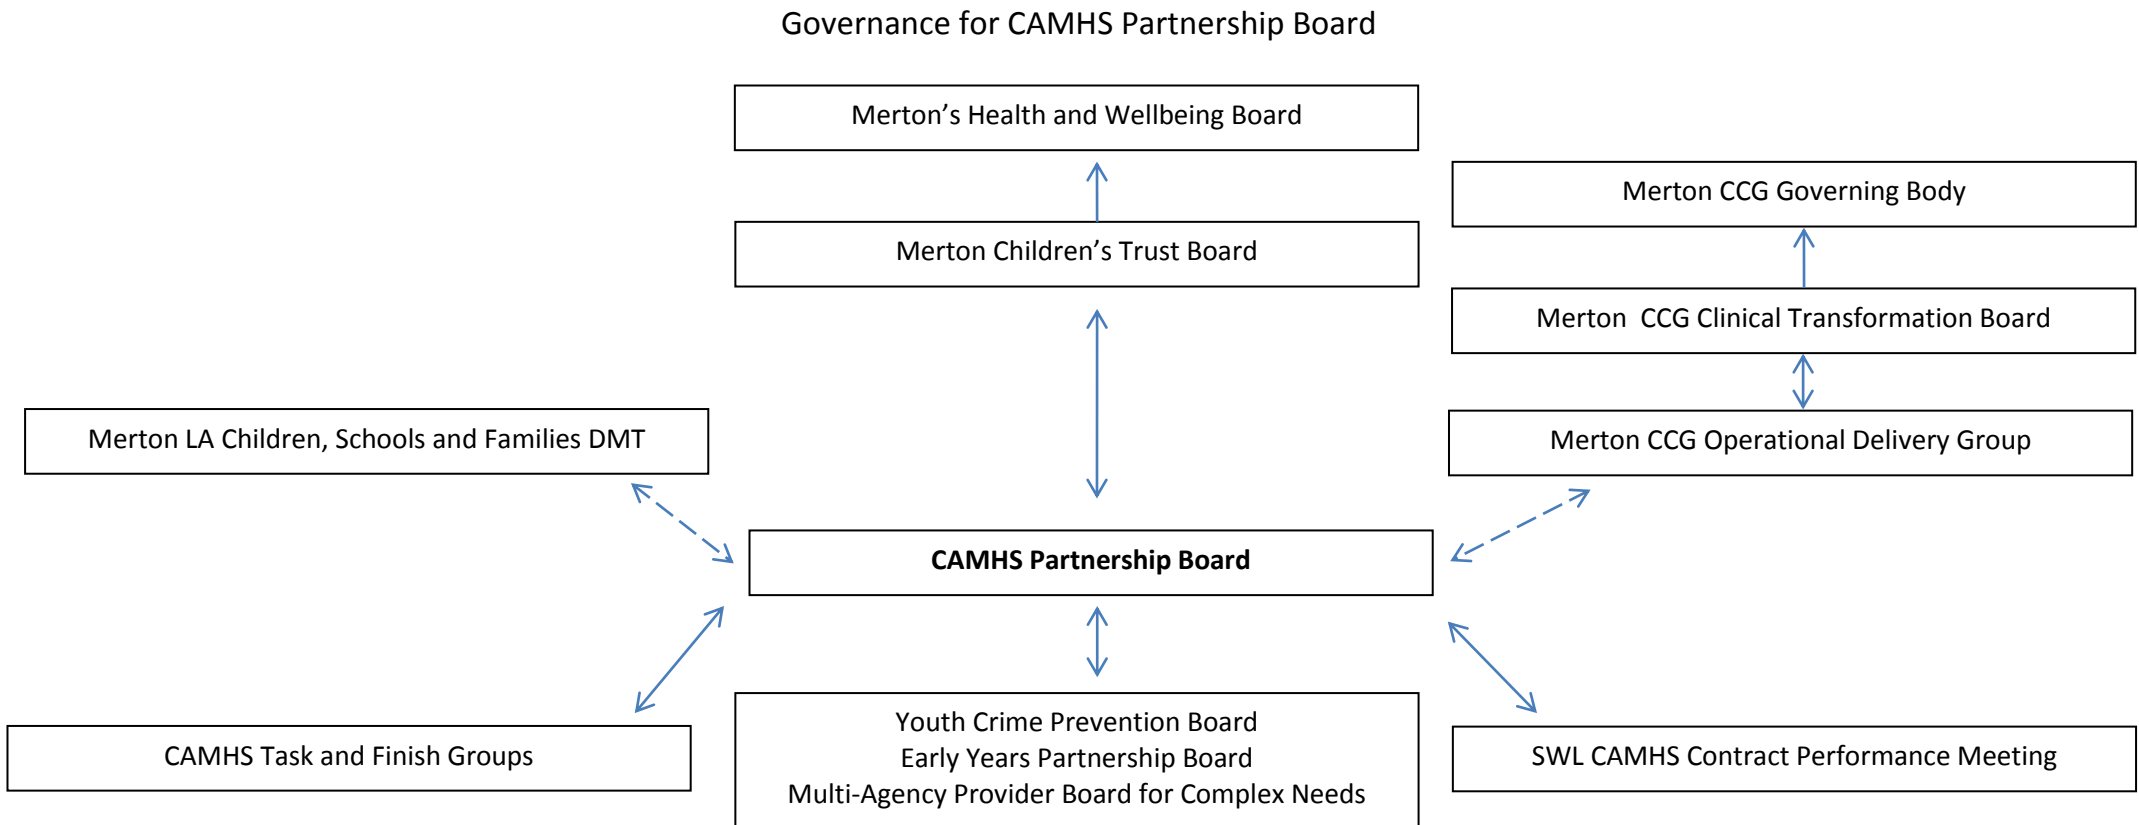 Governance for CAMHS Partnership Board
Merton’s Health and Wellbeing Board
Merton CCG Governing Body
Merton Children’s Trust Board
Merton  CCG Clinical Transformation Board
Merton LA Children, Schools and Families DMT
Merton CCG Operational Delivery Group
CAMHS Partnership Board
CAMHS Task and Finish Groups
Youth Crime Prevention Board
Early Years Partnership Board
Multi-Agency Provider Board for Complex Needs
SWL CAMHS Contract Performance Meeting